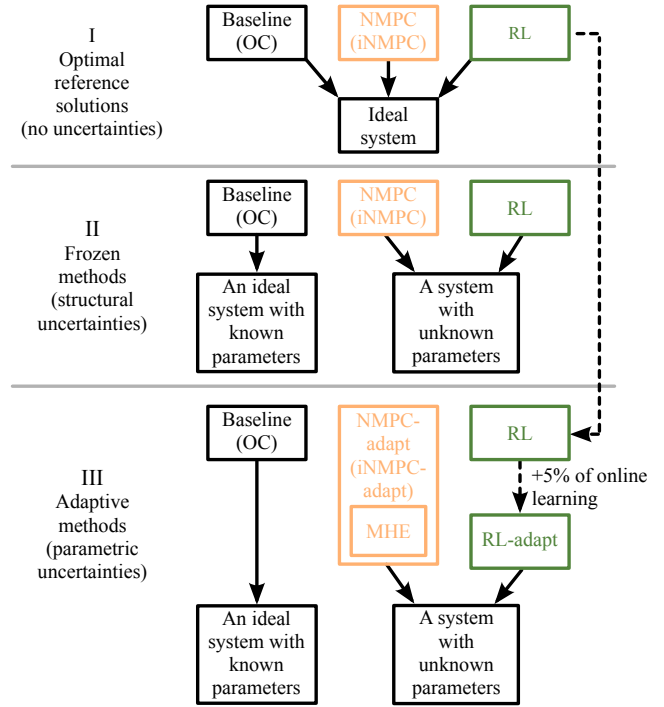 I
Optimal
reference
solutions
(no uncertainties)
Baseline
(OC)
NMPC
(iNMPC)
RL
Ideal
system
II
Frozen
methods
(structural
uncertainties)
Baseline
(OC)
NMPC
(iNMPC)
RL
An ideal
system with
known
parameters
A system
with
unknown
parameters
III
Adaptive
methods
(parametric
uncertainties)
Baseline
(OC)
NMPC-
adapt
(iNMPC-
adapt)
MHE
RL
+5% of online
learning
RL-adapt
An ideal
system with
known
parameters
A system
with
unknown
parameters